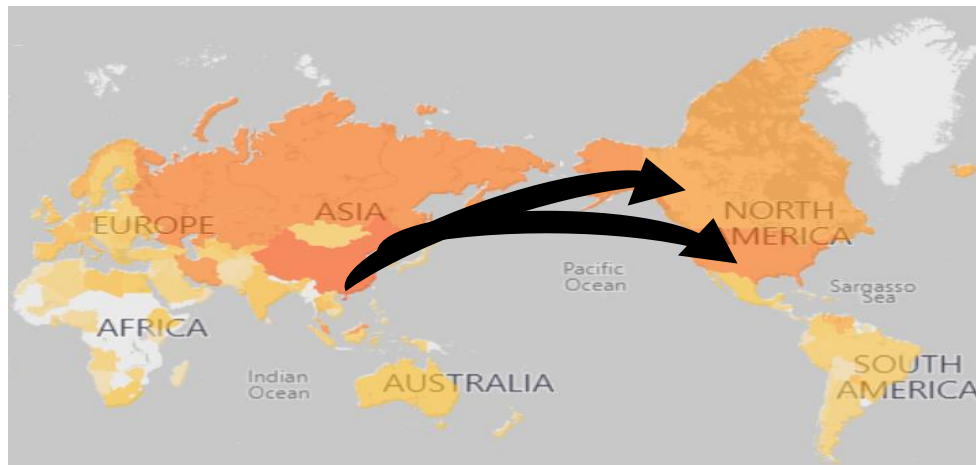 EUROPE
ASIA
NORTH
AMERICA
Pacific
Ocean
Sargasso
Sea
AFRICA
Indian
Ocean
AUSTRALIA
SOUTH
AMERICA